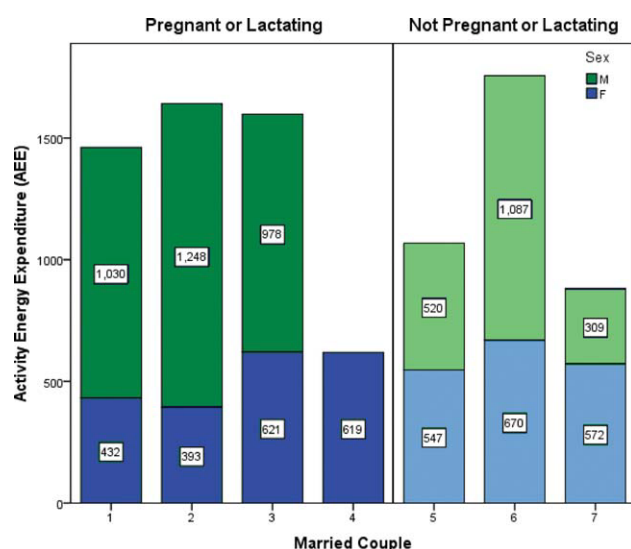 Pregnant or Lactating
Not Pregnant or Lactating
Sex
M
F
Activity Energy Expenditure (AEE)
1500
1000
500
0
1,030
1,248
978
520
1,087
309
432
393
621
619
547
670
572
1 2 3 4 5 6 7
Married Couple